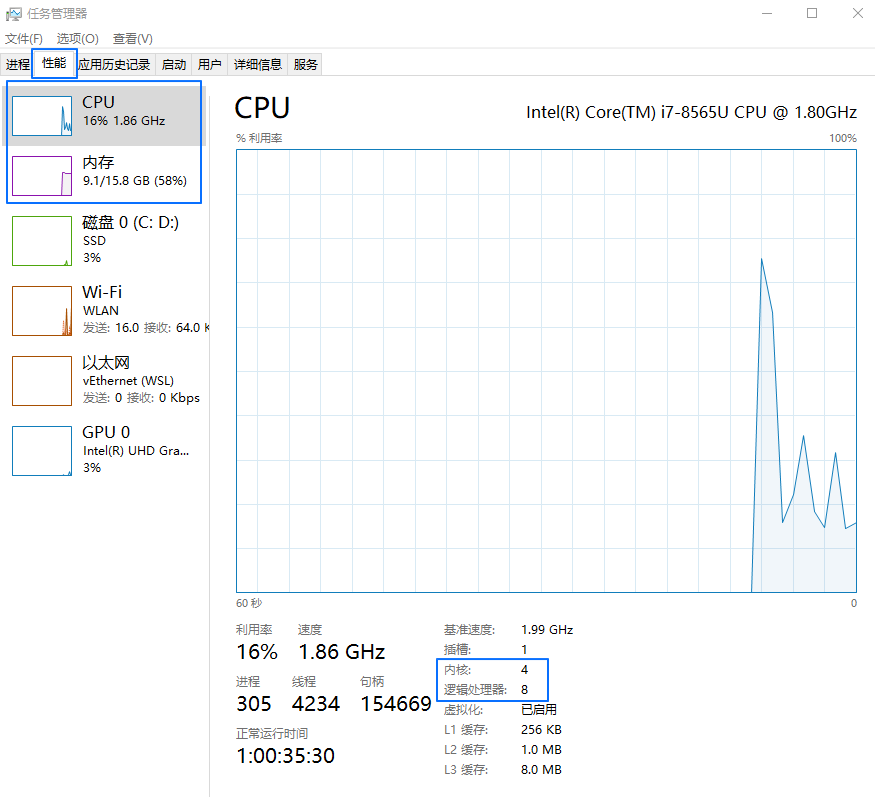 任务管理器
文件(F) 选项(O) 查看(V)
进程 性能 应用历史记录 启动 用户 详细信息 服务
CPU
16% 1.86 GHz
内存
9.1/15.8 GB (58%)
磁盘 0 (C: D:)
SSD
3%
Wi-Fi
WLAN
发送: 16.0 接收: 64.0 K
以太网
vEthernet (WSL)
发送: 0 接收: 0 Kbps
GPU 0
Intel(R) UHD Gra...
3%
CPU
Intel(R) Core(TM) i7-8565U CPU @ 1.80GHz
% 利用率 100%
60 秒 0
利用率 速度
16% 1.86 GHz
进程 线程 句柄
305 4234 154669
正常运行时间
1:00:35:30
基准速度: 1.99 GHz
插槽: 1
内核: 4
逻辑处理器: 8
虚拟化: 已启用
L1 缓存: 256 KB
L2 缓存: 1.0 MB
L3 缓存: 8.0 MB